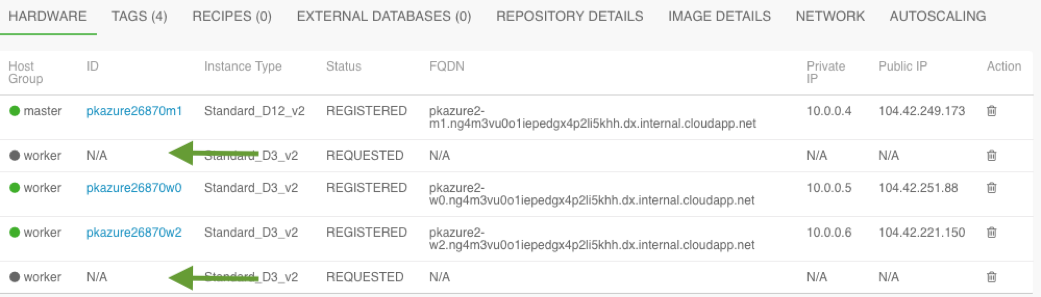 HARDWARE TAGS (4) RECIPES (0) EXTERNAL DATABASES (0) REPOSITORY DETAILS IMAGE DETAILS NETWORK AUTOSCALING
Host Group ID Instance Type Status FQDN Private IP Public IP Action
master pkazure26870m1 Standard_D12_v2 REGISTERED pkazure2-
m1.ng4m3vu0o1iepedgx4p2li5khh.dx.internal.cloudapp.net 10.0.0.4 104.42.249.173
worker N/A Standard_D3_v2 REQUESTED N/A N/A N/A
worker pkazure26870w0 Standard_D3_v2 REGISTERED pkazure2-
w0.ng4m3vu0o1iepedgx4p2li5khh.dx.internal.cloudapp.net 10.0.0.5 104.42.251.88
worker pkazure26870w2 Standard_D3_v2 REGISTERED pkazure2-
w2.ng4m3vu0o1iepedgx4p2li5khh.dx.internal.cloudapp.net 10.0.0.6 104.42.221.150
worker N/A Standard_D3_v2 REQUESTED N/A N/A N/A